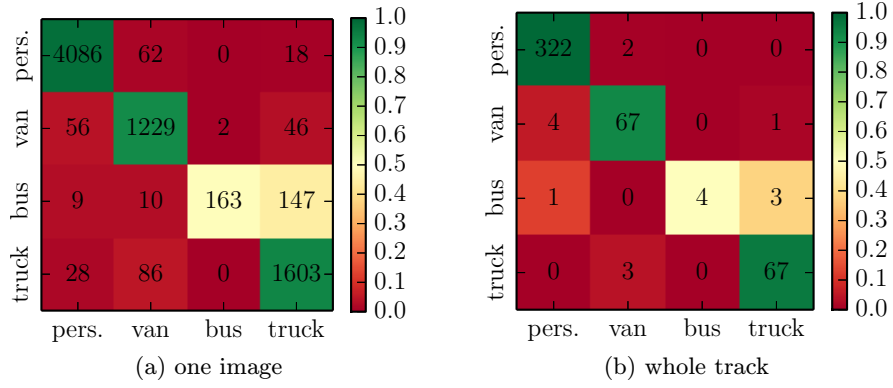 pers. 4086 62 0 18
van 56 1229 2 46
bus 9 10 163 147
truck 28 86 0 1603
pers. van bus truck
1.0
0.9
0.8
0.7
0.6
0.5
0.4
0.3
0.2
0.1
0.0
(a) one image
pers. 322 2 0 0
van 4 67 0 1
bus 1 0 4 3
truck 0 3 0 67
pers. van bus truck
1.0
0.9
0.8
0.7
0.6
0.5
0.4
0.3
0.2
0.1
0.0
(b) whole track